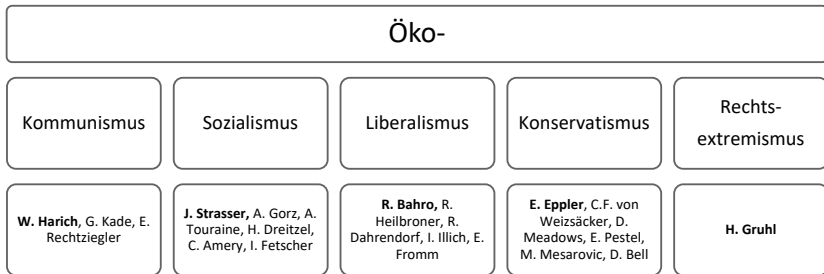 Öko-
Kommunismus
Sozialismus
Liberalismus
Konservatismus
Rechts-
extremismus
W. Harich, G. Kade, E.
Rechtziegler
J. Strasser, A. Gorz, A.
Touraine, H. Dreitzel,
C. Amery, I. Fetscher
R. Bahro, R.
Heilbroner, R.
Dahrendorf, I. Illich, E.
Fromm
E. Eppler, C.F. von
Weizsäcker, D.
Meadows, E. Pestel,
M. Mesarovic, D. Bell
H. Gruhl